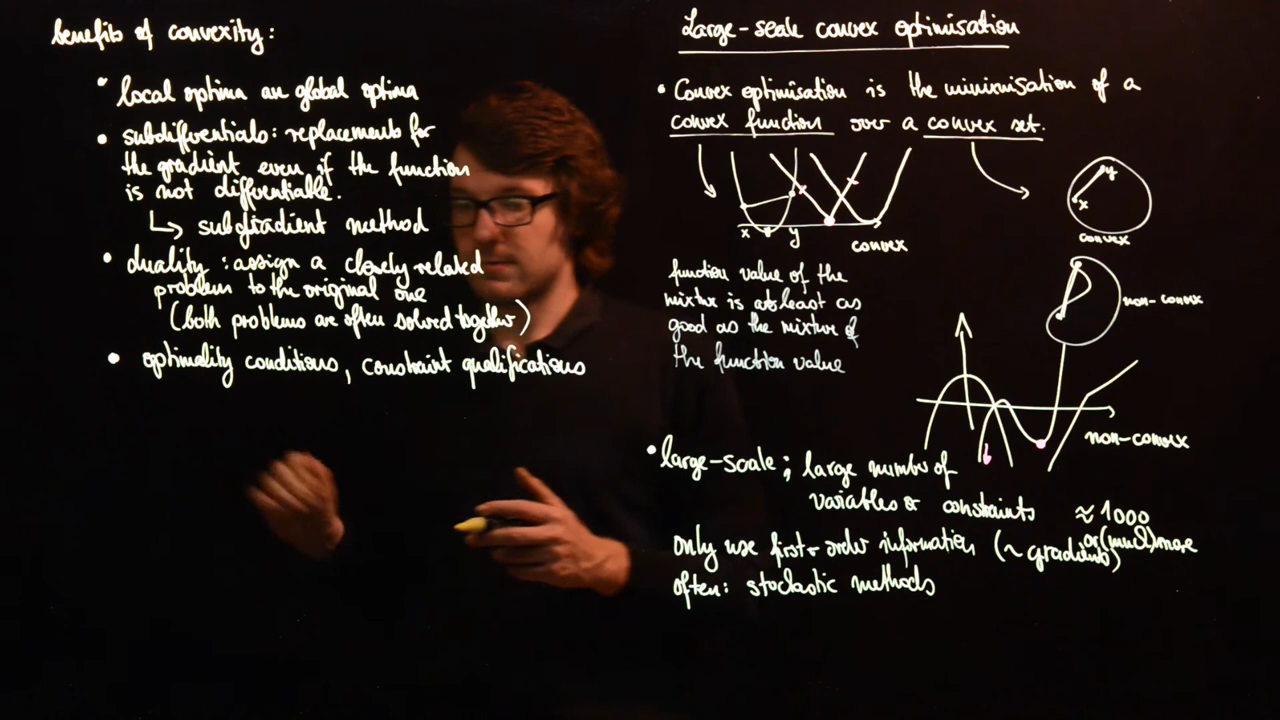 benefits of convexity:
• local optima are global optima
• subdifferentials: replacements for
the gradient even if the function
is not differentiable.
↳ subgradient method
• duality: assign a closely related
problem to the original one
(both problems are often solved together)
• optimality conditions, constraint qualifications
Large-scale convex optimisation
• Convex optimisation is the minimisation of a
convex function over a convex set.
x y
convex
x y
convex
non-convex
function value of the
mixture is at least as
good as the mixture of
the function value
non-convex
• large-scale: large number of
variables or constraints ≈ 1000
or (much) more
only use first-order information (~ gradients)
often: stochastic methods